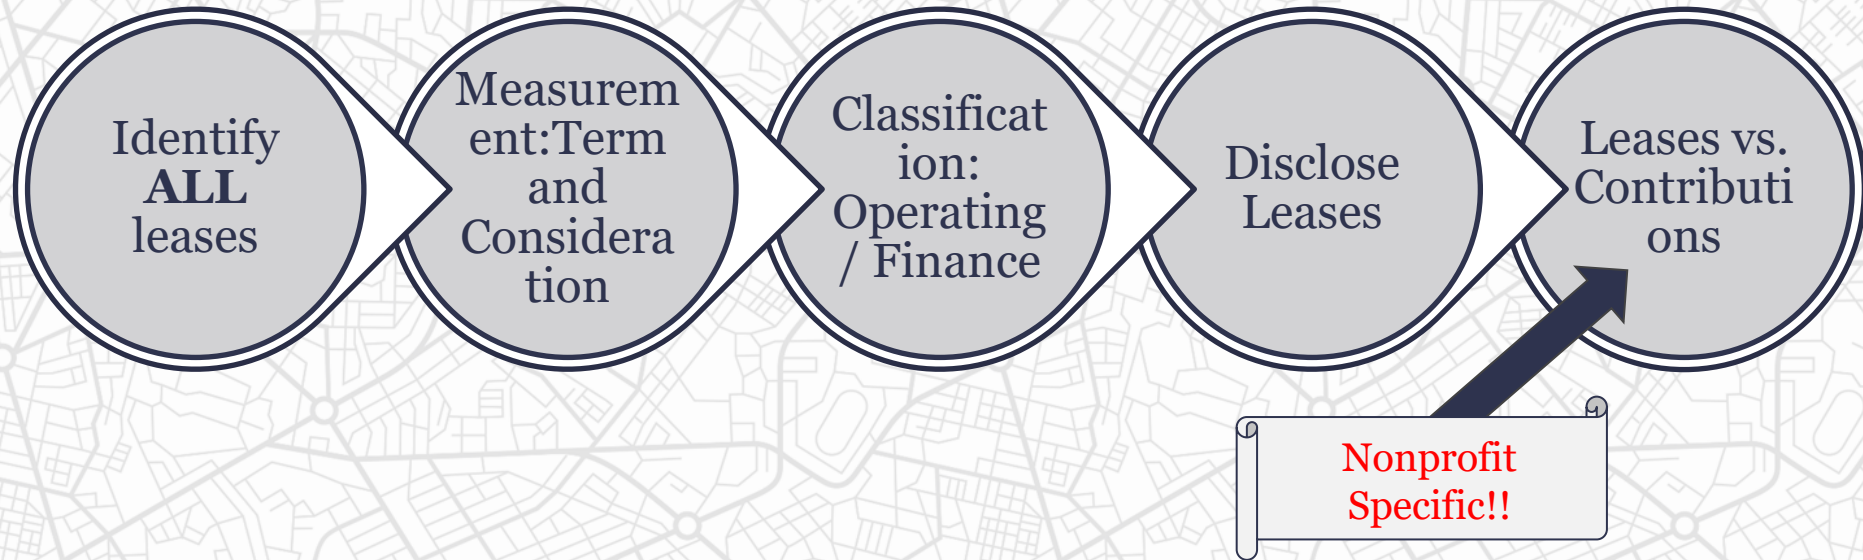 Identify
ALL
leases
Measurem
ent:Term
and
Considera
tion
Classificat
ion:
Operating
/ Finance
Disclose
Leases
Leases vs.
Contributi
ons
Nonprofit
Specific!!